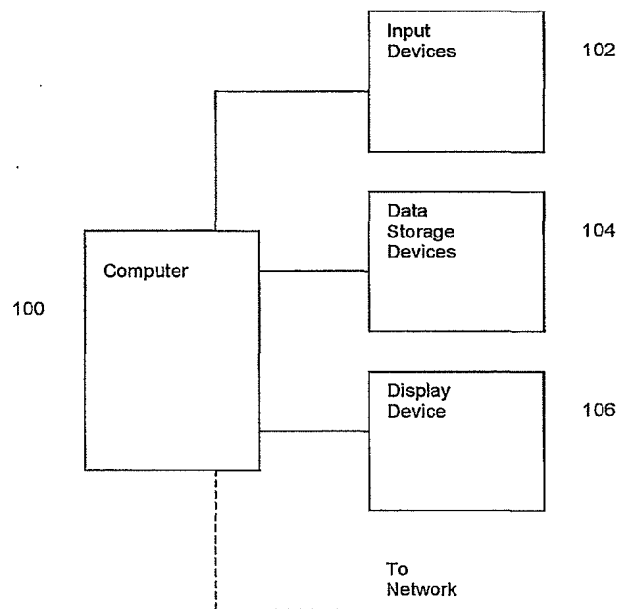 Input
Devices
102
Data
Storage
Devices
104
Computer
100
Display
Device
106
To
Network